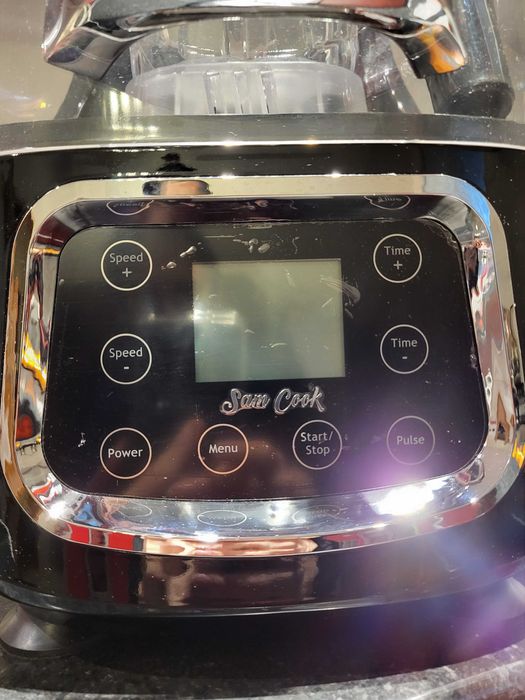 Speed
+
Time
+
Speed
-
Time
-
Sam Cook
Power
Menu
Start/
Stop
Pulse